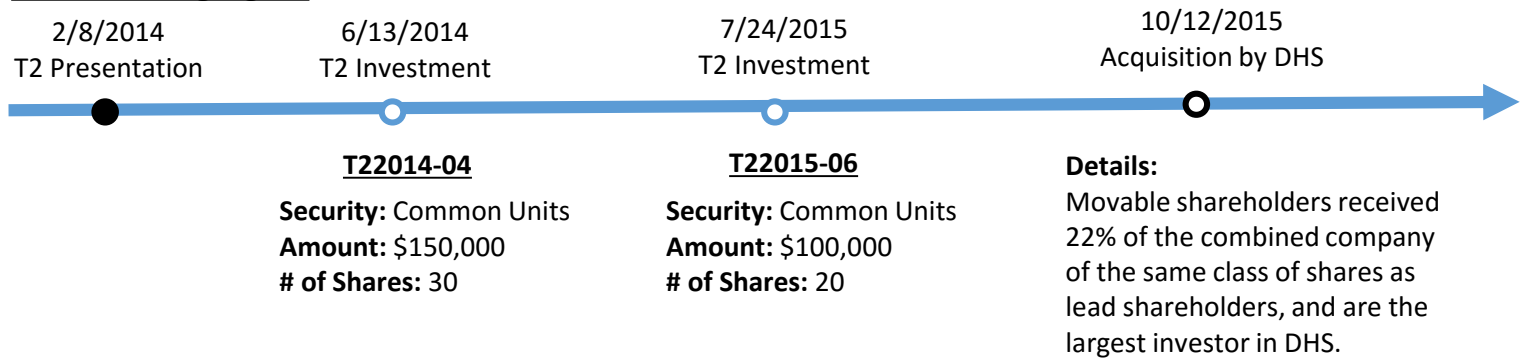 2/8/2014
T2 Presentation
6/13/2014
T2 Investment
7/24/2015
T2 Investment
10/12/2015
Acquisition by DHS
T22014-04
Security: Common Units
Amount: $150,000
# of Shares: 30
T22015-06
Security: Common Units
Amount: $100,000
# of Shares: 20
Details:
Movable shareholders received
22% of the combined company
of the same class of shares as
lead shareholders, and are the
largest investor in DHS.